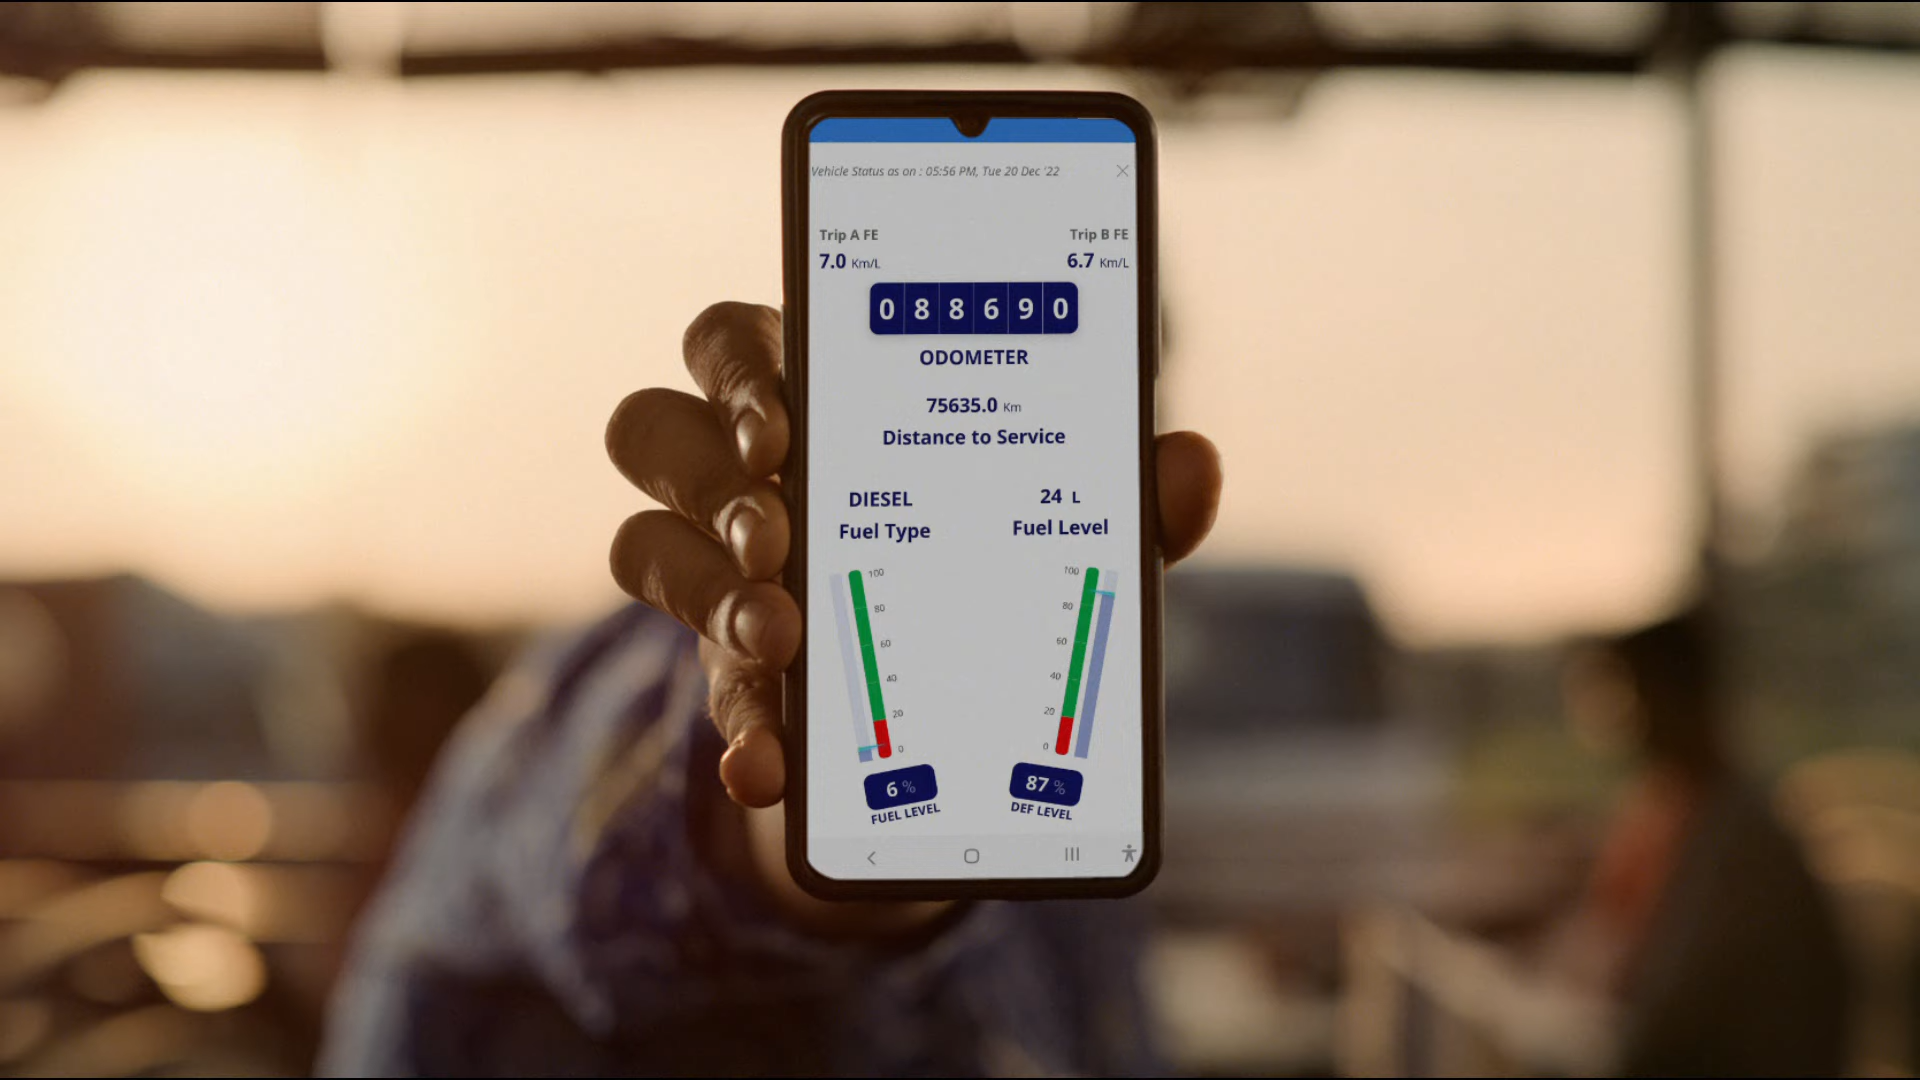 Vehicle Status as on : 05:56 PM, Tue 20 Dec '22
Trip A FE
Trip B FE
7.0 Km/L
6.7 Km/L
088690
ODOMETER
75635.0 Km
Distance to Service
DIESEL
24 L
Fuel Type
Fuel Level
100
80
60
40
20
0
100
80
60
40
20
0
6 %
87 %
FUEL LEVEL
DEF LEVEL